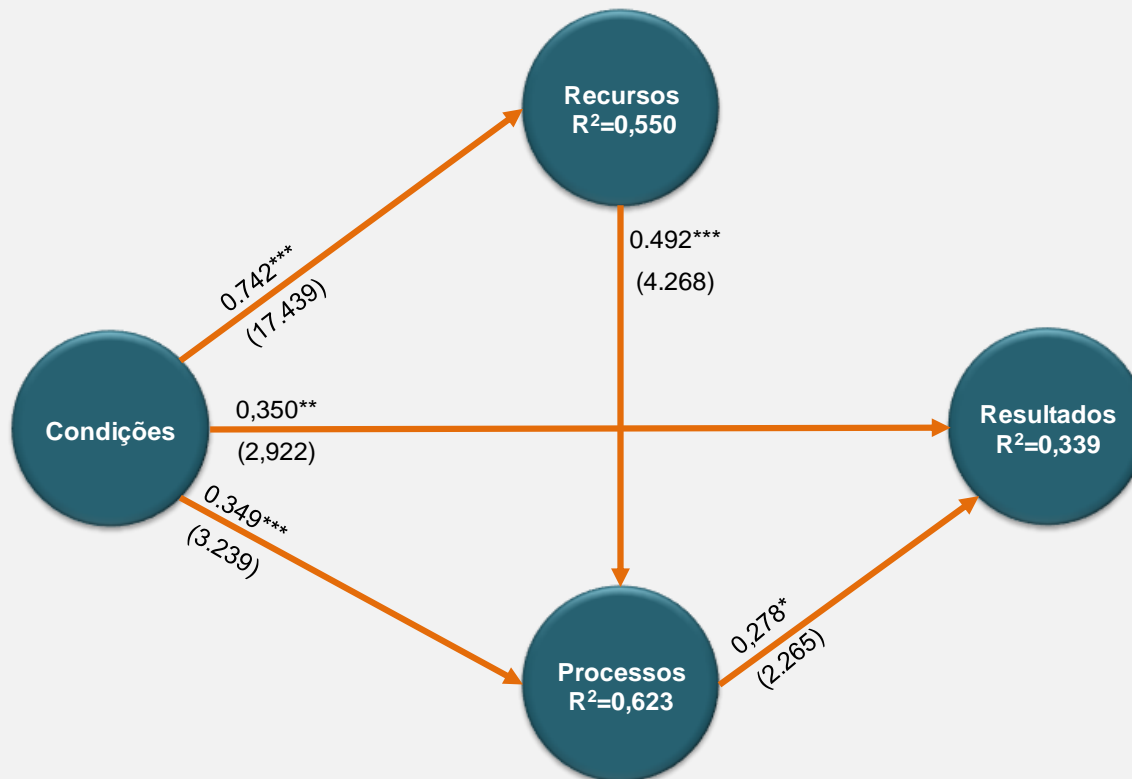 Recursos
R²=0,550
0.742***
(17.439)
0.492***
(4.268)
Condições
0,350**
(2,922)
Resultados
R²=0,339
0.349***
(3.239)
Processos
R²=0,623
0,278*
(2.265)